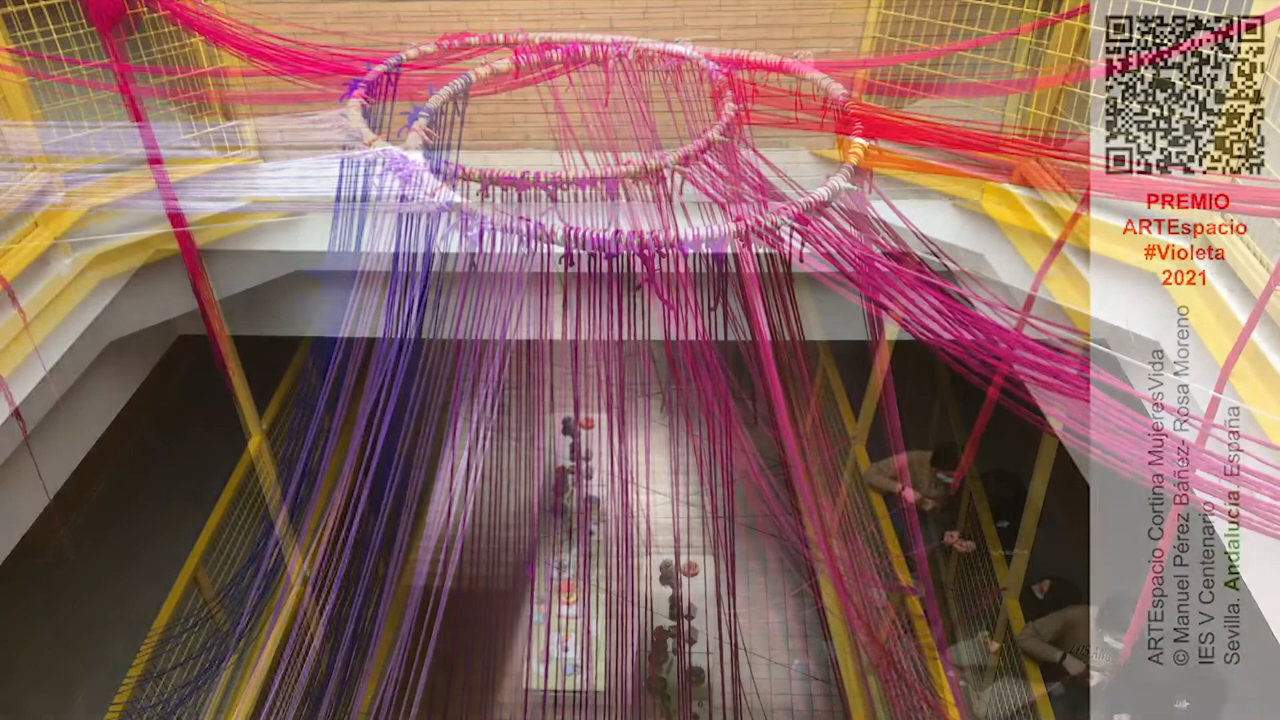 PREMIO
ARTEspacio
#Violeta
2021
ARTEspacio Cortina MujeresVida
© Manuel Pérez Báñez- Rosa Moreno
IES V Centenario
Sevilla. Andalucía. España